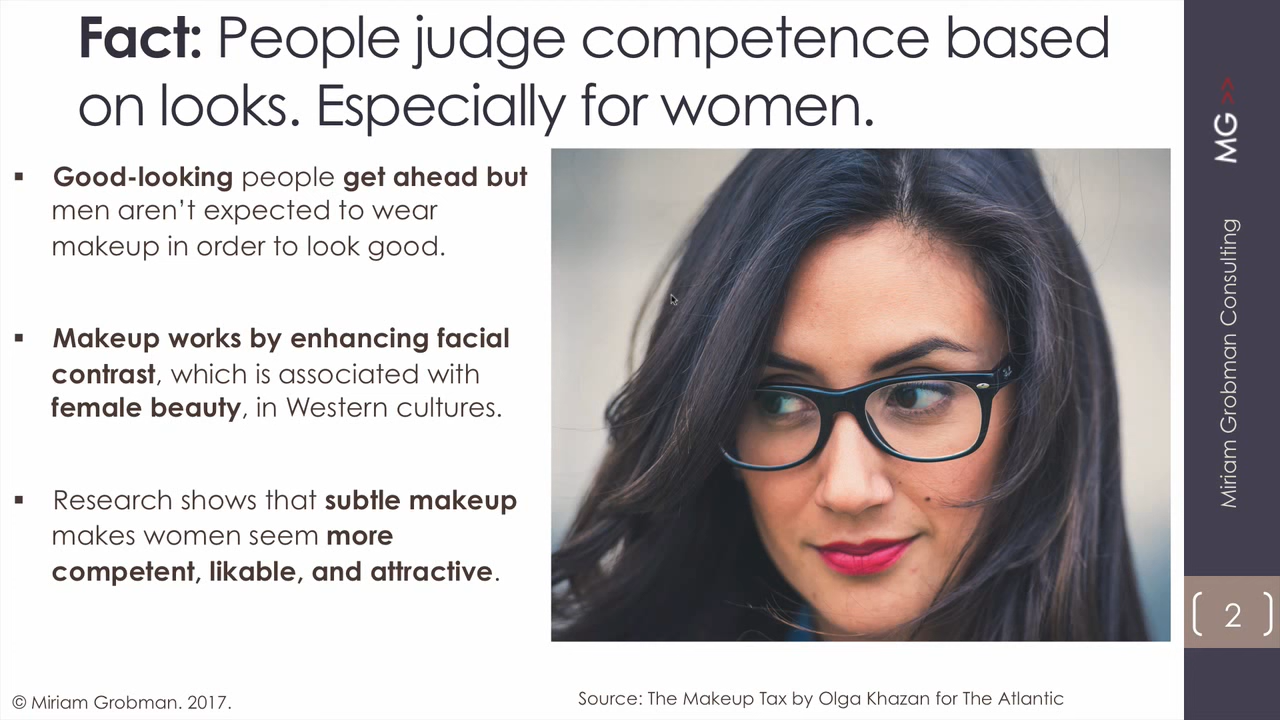 Fact: People judge competence based
on looks. Especially for women.
▪ Good-looking people get ahead but
men aren't expected to wear
makeup in order to look good.
▪ Makeup works by enhancing facial
contrast, which is associated with
female beauty, in Western cultures.
▪ Research shows that subtle makeup
makes women seem more
competent, likable, and attractive.
© Miriam Grobman. 2017.
Source: The Makeup Tax by Olga Khazan for The Atlantic
MG >>
Miriam Grobman Consulting
2